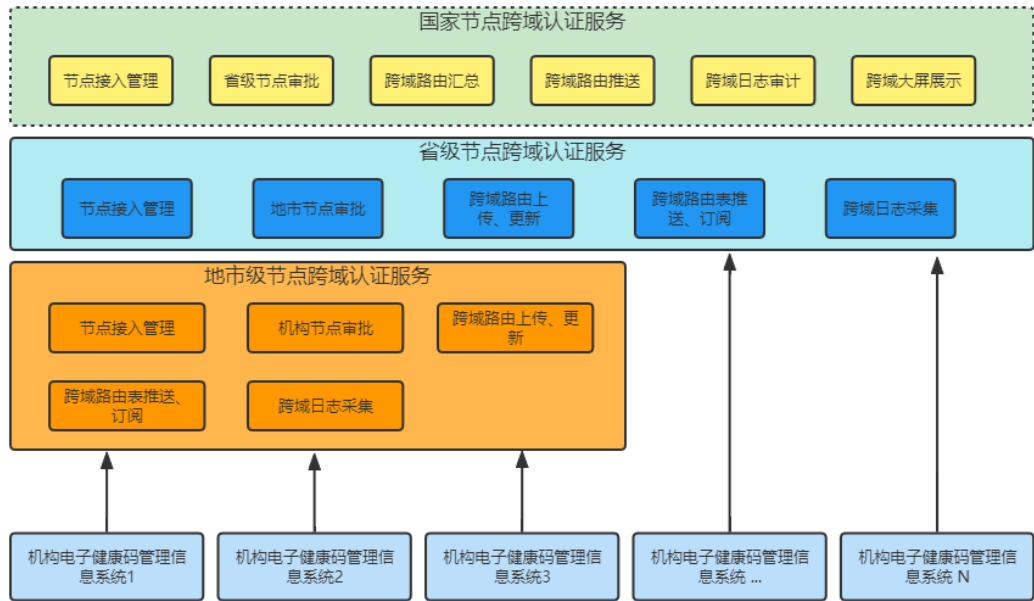 国家节点跨域认证服务
节点接入管理
省级节点审批
跨域路由汇总
跨域路由推送
跨域日志审计
跨域大屏展示
省级节点跨域认证服务
节点接入管理
地市节点审批
跨域路由上
传、更新
跨域路由表推
送、订阅
跨域日志采集
地市级节点跨域认证服务
节点接入管理
机构节点审批
跨域路由上传、更
新
跨域路由表推送、
订阅
跨域日志采集
机构电子健康码管理信
息系统1
机构电子健康码管理信
息系统2
机构电子健康码管理信
息系统3
机构电子健康码管理信
息系统 ...
机构电子健康码管理信
息系统 N